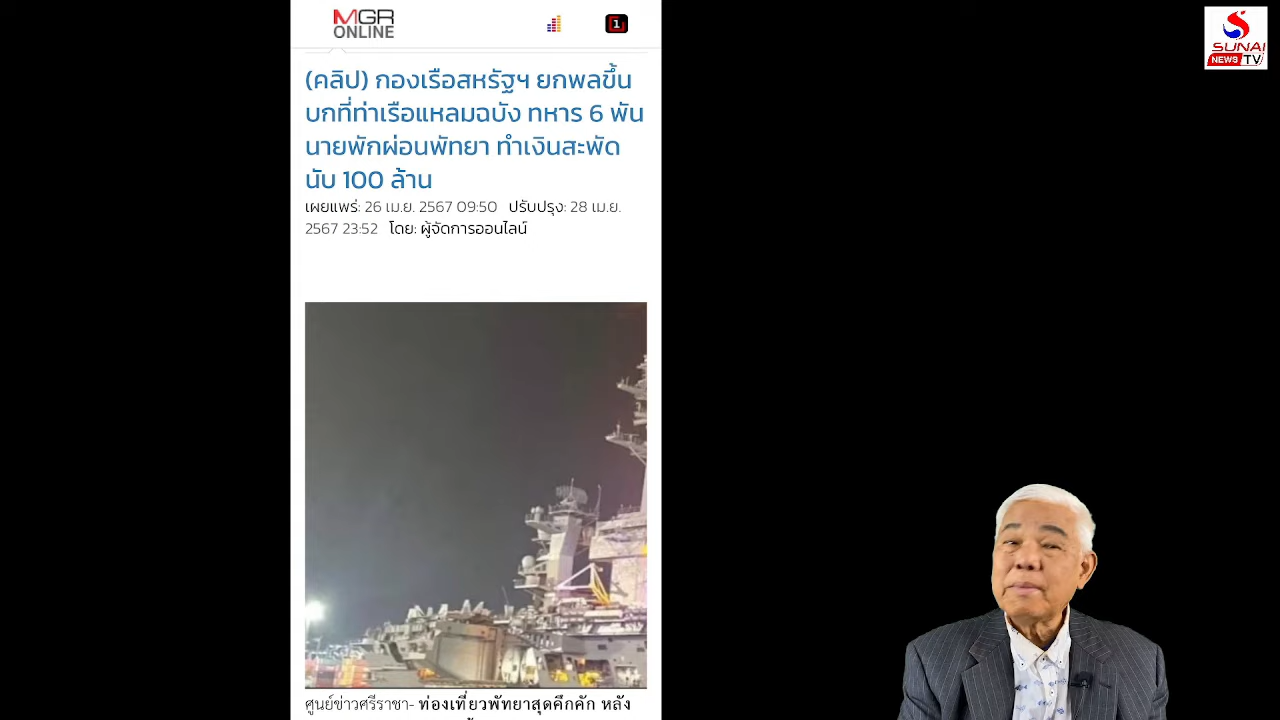 MGR
ONLINE
1
SUNAI
NEWS TV
(คลิป) กองเรือสหรัฐฯ ยกพลขึ้น
บกที่ท่าเรือแหลมฉบัง ทหาร 6 พัน
นายพักผ่อนพัทยา ทำเงินสะพัด
นับ 100 ล้าน
เผยแพร่: 26 เม.ย. 2567 09:50 ปรับปรุง: 28 เม.ย.
2567 23:52 โดย: ผู้จัดการออนไลน์
ศูนย์ข่าวศรีราชา- ท่องเที่ยวพัทยาสุดคึกคัก หลัง